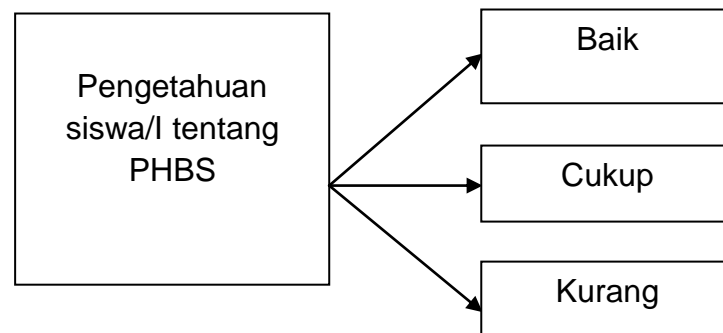 Pengetahuan
siswa/I tentang
PHBS
Baik
Cukup
Kurang